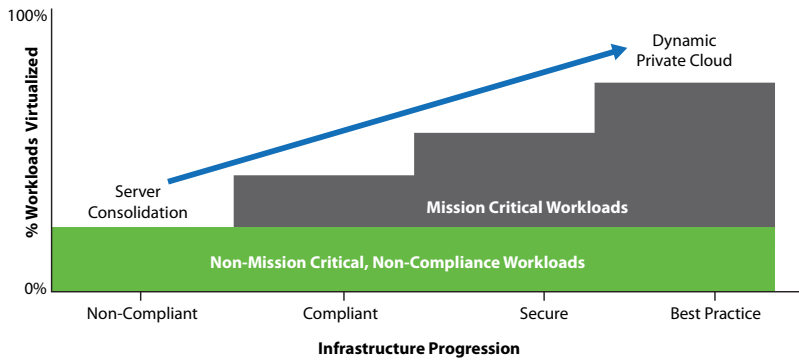 100%
% Workloads Virtualized
0%
Dynamic
Private Cloud
Server
Consolidation
Mission Critical Workloads
Non-Mission Critical, Non-Compliance Workloads
Non-Compliant
Compliant
Secure
Best Practice
Infrastructure Progression